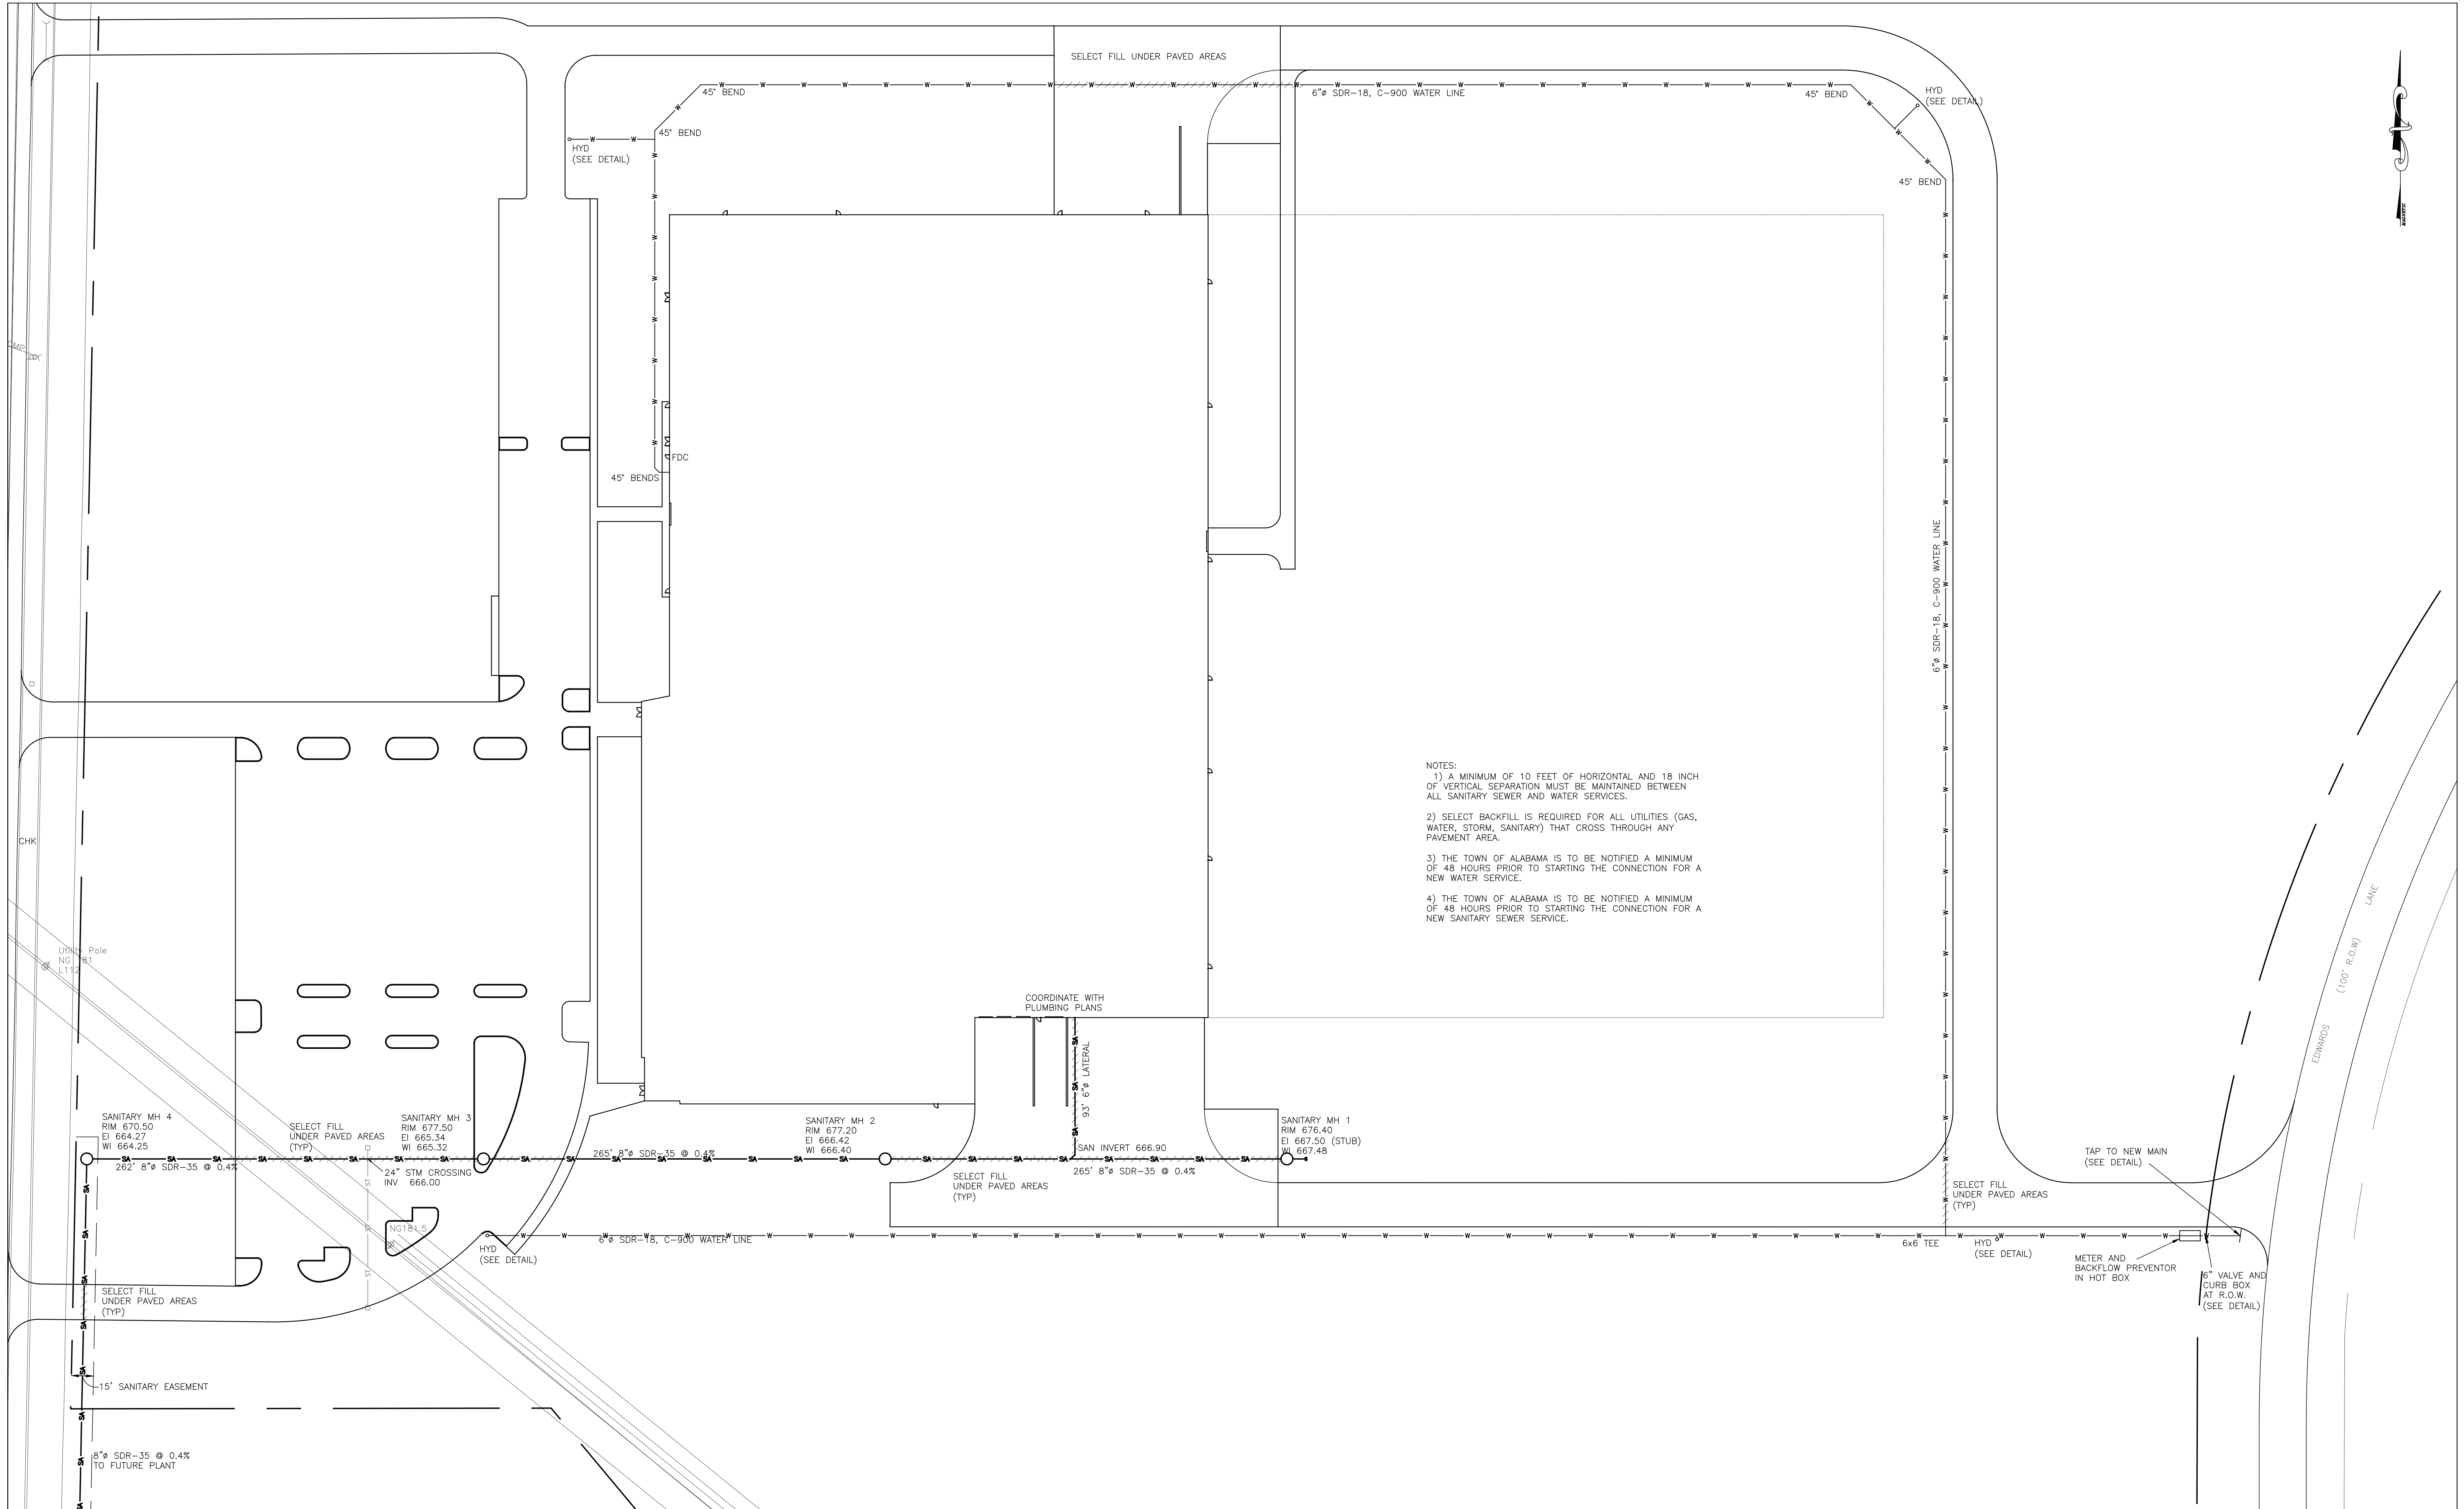 SELECT FILL UNDER PAVED AREAS
45° BEND
6"ø SDR-18, C-900 WATER LINE
45° BEND
HYD
(SEE DETAIL)
45° BEND
HYD
(SEE DETAIL)
45° BEND
MAGNETIC
FDC
45° BENDS
6"ø SDR-18, C-900 WATER LINE
NOTES:
1) A MINIMUM OF 10 FEET OF HORIZONTAL AND 18 INCH
OF VERTICAL SEPARATION MUST BE MAINTAINED BETWEEN
ALL SANITARY SEWER AND WATER SERVICES.
2) SELECT BACKFILL IS REQUIRED FOR ALL UTILITIES (GAS,
WATER, STORM, SANITARY) THAT CROSS THROUGH ANY
PAVEMENT AREA.
3) THE TOWN OF ALABAMA IS TO BE NOTIFIED A MINIMUM
OF 48 HOURS PRIOR TO STARTING THE CONNECTION FOR A
NEW WATER SERVICE.
4) THE TOWN OF ALABAMA IS TO BE NOTIFIED A MINIMUM
OF 48 HOURS PRIOR TO STARTING THE CONNECTION FOR A
NEW SANITARY SEWER SERVICE.
CHK
Utility Pole
NG 181
L112
EDWARDS (100' R.O.W) LANE
COORDINATE WITH
PLUMBING PLANS
93' 6"ø LATERAL
SANITARY MH 4
RIM 670.50
EI 664.27
WI 664.25
262' 8"ø SDR-35 @ 0.4%
SELECT FILL
UNDER PAVED AREAS
(TYP)
SANITARY MH 3
RIM 677.50
EI 665.34
WI 665.32
24" STM CROSSING
INV 666.00
265' 8"ø SDR-35 @ 0.4%
SANITARY MH 2
RIM 677.20
EI 666.42
WI 666.40
SELECT FILL
UNDER PAVED AREAS
(TYP)
SAN INVERT 666.90
265' 8"ø SDR-35 @ 0.4%
SANITARY MH 1
RIM 676.40
EI 667.50 (STUB)
WI 667.48
TAP TO NEW MAIN
(SEE DETAIL)
SELECT FILL
UNDER PAVED AREAS
(TYP)
NG181.5
HYD
(SEE DETAIL)
6"ø SDR-18, C-900 WATER LINE
6x6 TEE
HYD
(SEE DETAIL)
METER AND
BACKFLOW PREVENTOR
IN HOT BOX
6" VALVE AND
CURB BOX
AT R.O.W.
(SEE DETAIL)
SELECT FILL
UNDER PAVED AREAS
(TYP)
15' SANITARY EASEMENT
8"ø SDR-35 @ 0.4%
TO FUTURE PLANT